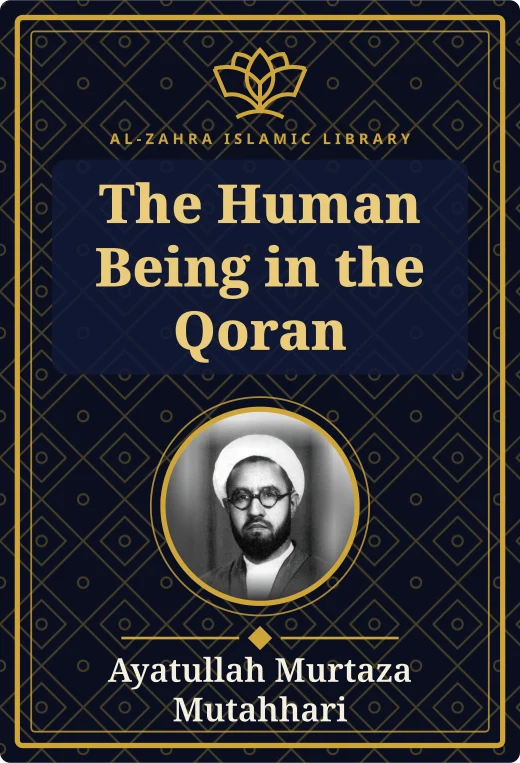 AL-ZAHRA ISLAMIC LIBRARY
The Human
Being in the
Qoran
Ayatullah Murtaza
Mutahhari